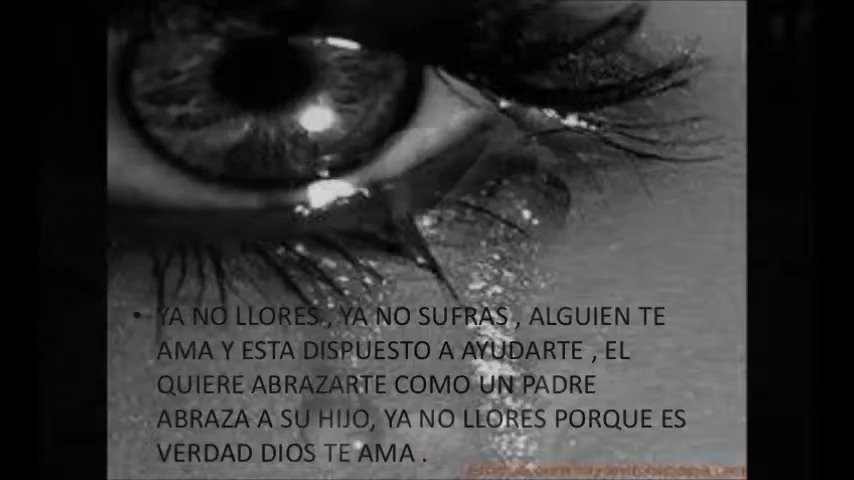 • YA NO LLORES , YA NO SUFRAS , ALGUIEN TE
AMA Y ESTA DISPUESTO A AYUDARTE , EL
QUIERE ABRAZARTE COMO UN PADRE
ABRAZA A SU HIJO, YA NO LLORES PORQUE ES
VERDAD DIOS TE AMA .